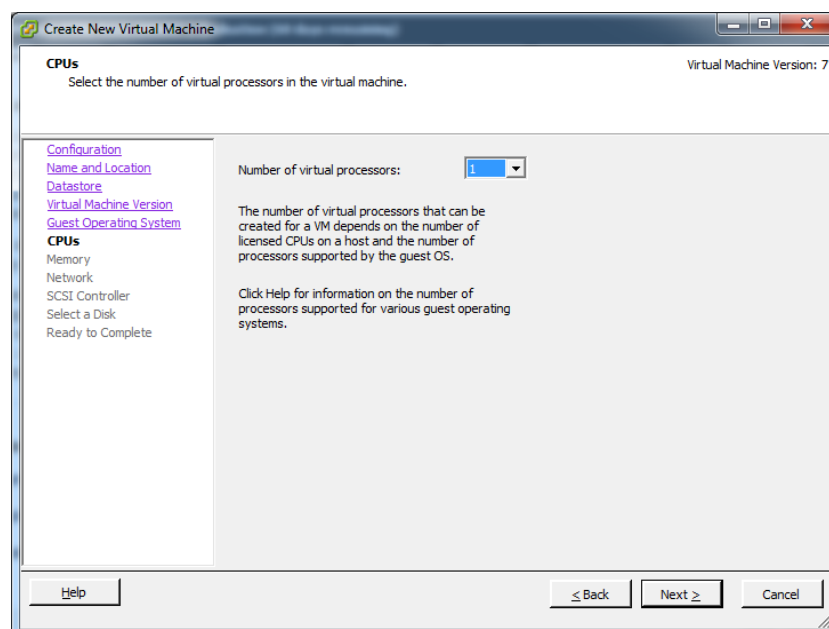 Create New Virtual Machine
CPUs
Select the number of virtual processors in the virtual machine.
Virtual Machine Version: 7
Configuration
Name and Location
Datastore
Virtual Machine Version
Guest Operating System
CPUs
Memory
Network
SCSI Controller
Select a Disk
Ready to Complete
Number of virtual processors: 1
The number of virtual processors that can be
created for a VM depends on the number of
licensed CPUs on a host and the number of
processors supported by the guest OS.
Click Help for information on the number of
processors supported for various guest operating
systems.
Help
< Back
Next >
Cancel